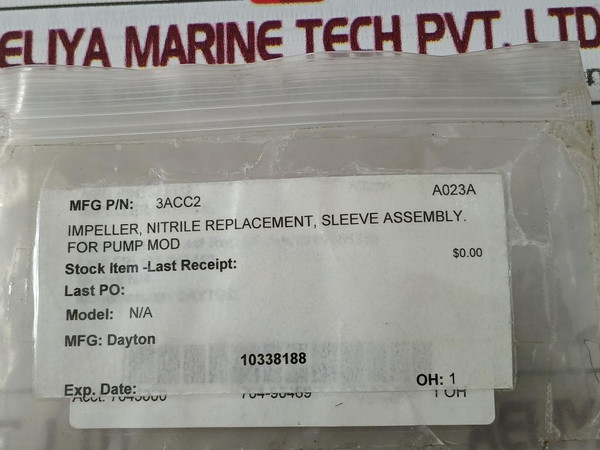 AELIYA MARINE TECH PVT. LTD
MFG P/N: 3ACC2 A023A
IMPELLER, NITRILE REPLACEMENT, SLEEVE ASSEMBLY.
FOR PUMP MOD
$0.00
Stock Item -Last Receipt:
Last PO:
Model: N/A
MFG: Dayton
10338188
Exp. Date: OH: 1
1 OH